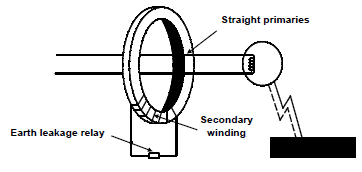 Straight primaries
Secondary
winding
Earth leakage relay